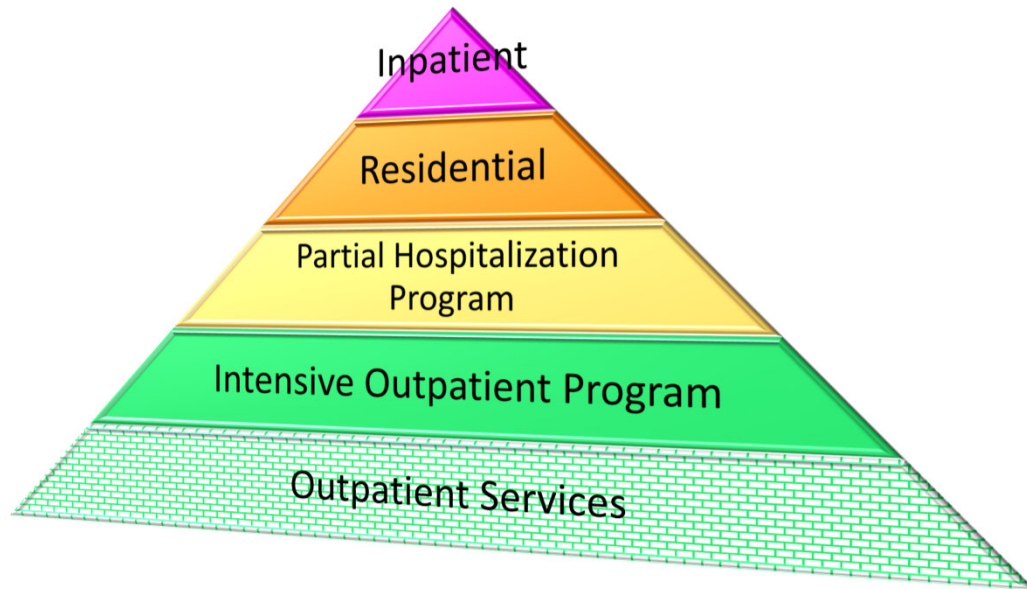 Inpatient
Residential
Partial Hospitalization
Program
Intensive Outpatient Program
Outpatient Services